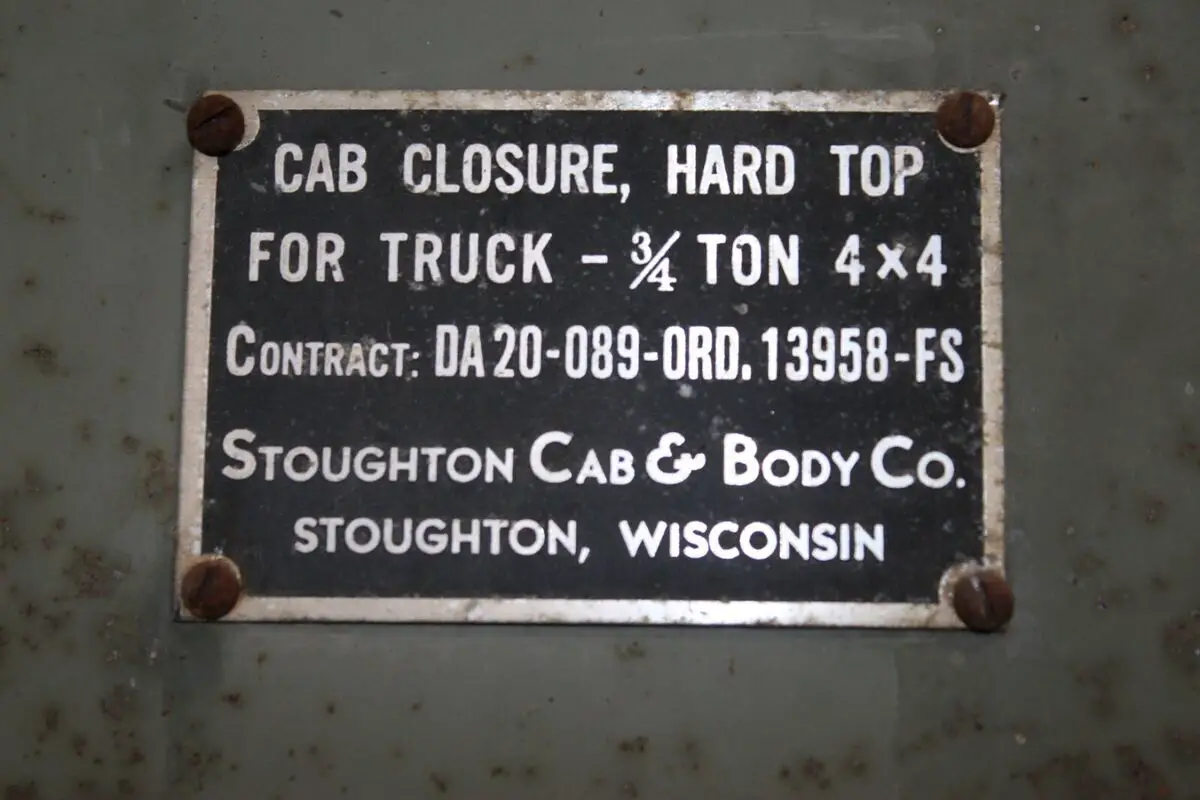 CAB CLOSURE, HARD TOP
FOR TRUCK - ¾ TON 4×4
CONTRACT: DA 20-089-ORD. 13958-FS
STOUGHTON CAB & BODY CO.
STOUGHTON, WISCONSIN